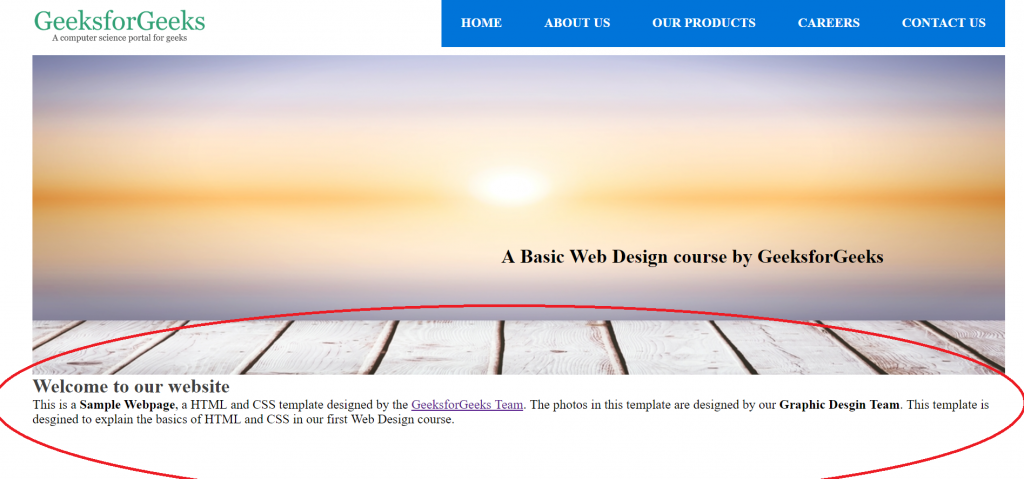 GeeksforGeeks
A computer science portal for geeks
HOME ABOUT US OUR PRODUCTS CAREERS CONTACT US
A Basic Web Design course by GeeksforGeeks
Welcome to our website
This is a Sample Webpage, a HTML and CSS template designed by the GeeksforGeeks Team. The photos in this template are designed by our Graphic Desgin Team. This template is
desgined to explain the basics of HTML and CSS in our first Web Design course.